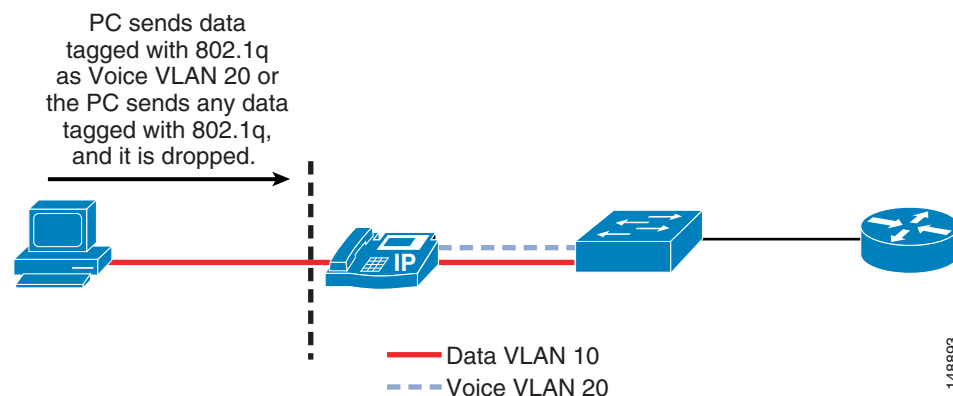 PC sends data
tagged with 802.1q
as Voice VLAN 20 or
the PC sends any data
tagged with 802.1q,
and it is dropped.
IP
Data VLAN 10
Voice VLAN 20
148893